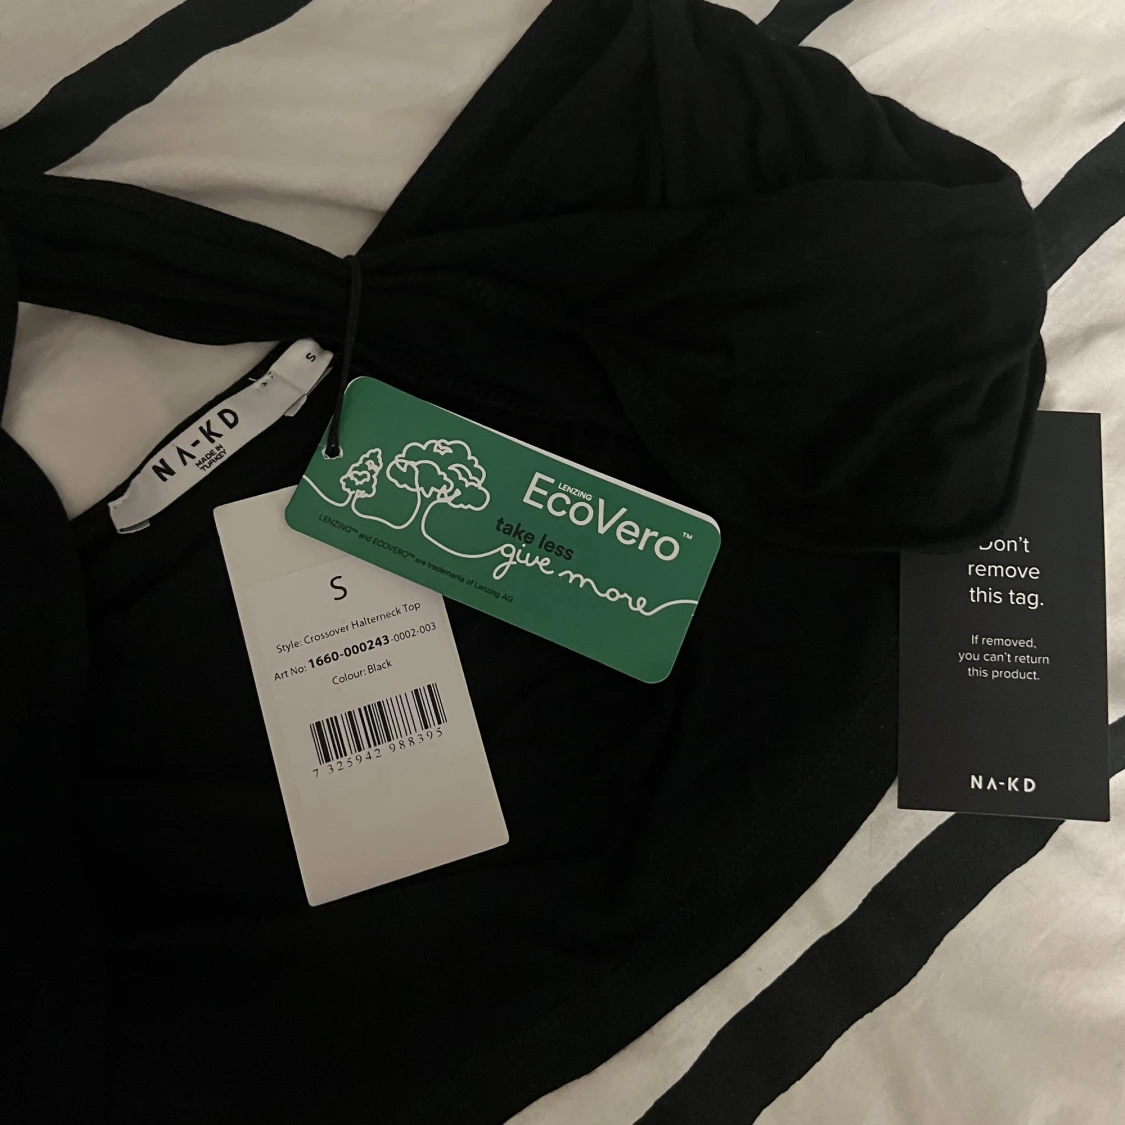 S
NA-KD
MADE IN
TURKEY
LENZING
EcoVero™
take less
give more
LENZING™ and ECOVERO™ are trademarks of Lenzing AG
S
Style: Crossover Halterneck Top
Art No: 1660-000243-0002-003
Colour: Black
7 325942 988395
Don't
remove
this tag.
If removed,
you can't return
this product.
NA-KD